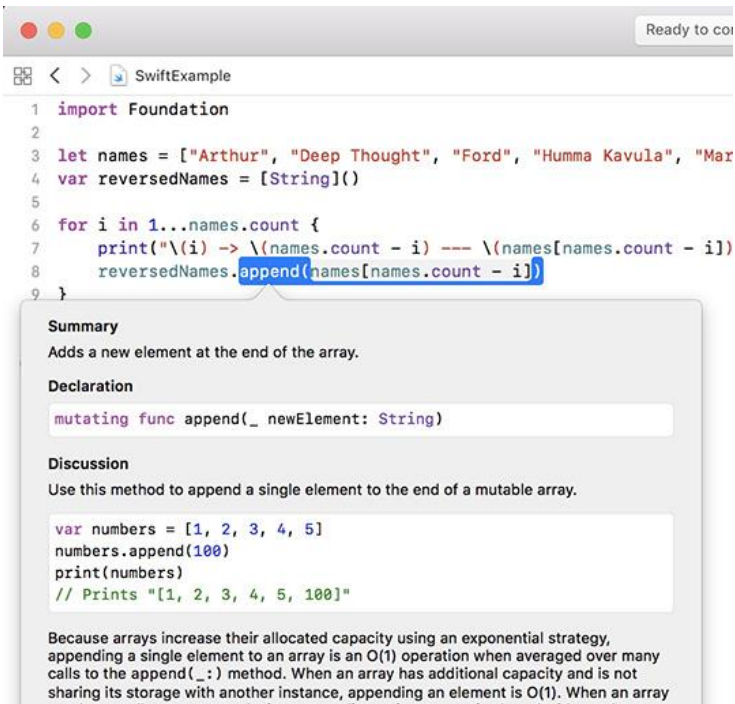 Ready to
SwiftExample
1 import Foundation
2
3 let names = ["Arthur", "Deep Thought", "Ford", "Humma Kavula", "Mar
4 var reversedNames = [String]()
5
6 for i in 1...names.count {
7 print("\(i) -> \(names.count - i) --- \(names[names.count - i])
8 reversedNames.append(names[names.count - i])
9 }
Summary
Adds a new element at the end of the array.
Declaration
mutating func append(_ newElement: String)
Discussion
Use this method to append a single element to the end of a mutable array.
var numbers = [1, 2, 3, 4, 5]
numbers.append(100)
print(numbers)
// Prints "[1, 2, 3, 4, 5, 100]"
Because arrays increase their allocated capacity using an exponential strategy,
appending a single element to an array is an O(1) operation when averaged over many
calls to the append(_:) method. When an array has additional capacity and is not
sharing its storage with another instance, appending an element is O(1). When an array